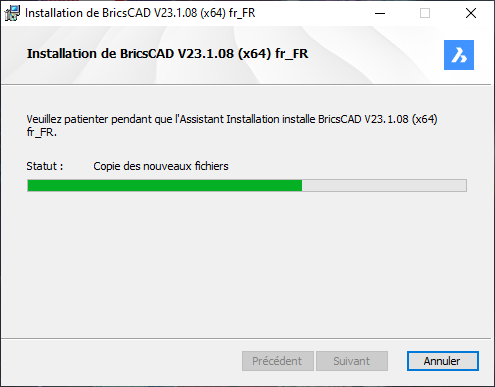 Installation de BricsCAD V23.1.08 (x64) fr_FR
Installation de BricsCAD V23.1.08 (x64) fr_FR
Veuillez patienter pendant que l'Assistant Installation installe BricsCAD V23.1.08 (x64)
fr_FR.
Statut : Copie des nouveaux fichiers
Précédent Suivant Annuler